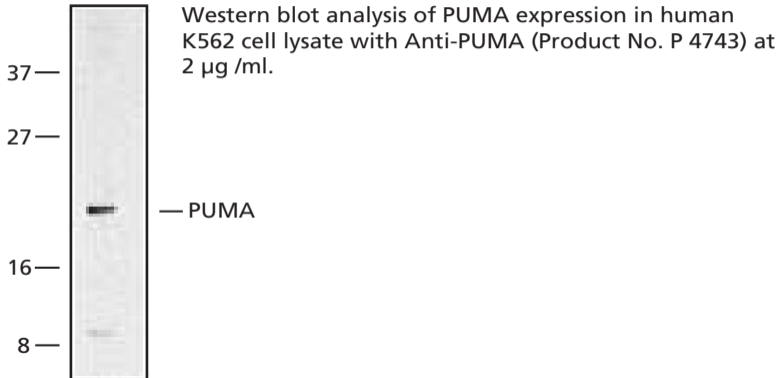 Western blot analysis of PUMA expression in human
K562 cell lysate with Anti-PUMA (Product No. P 4743) at
2 µg /ml.
37
27
PUMA
16
8